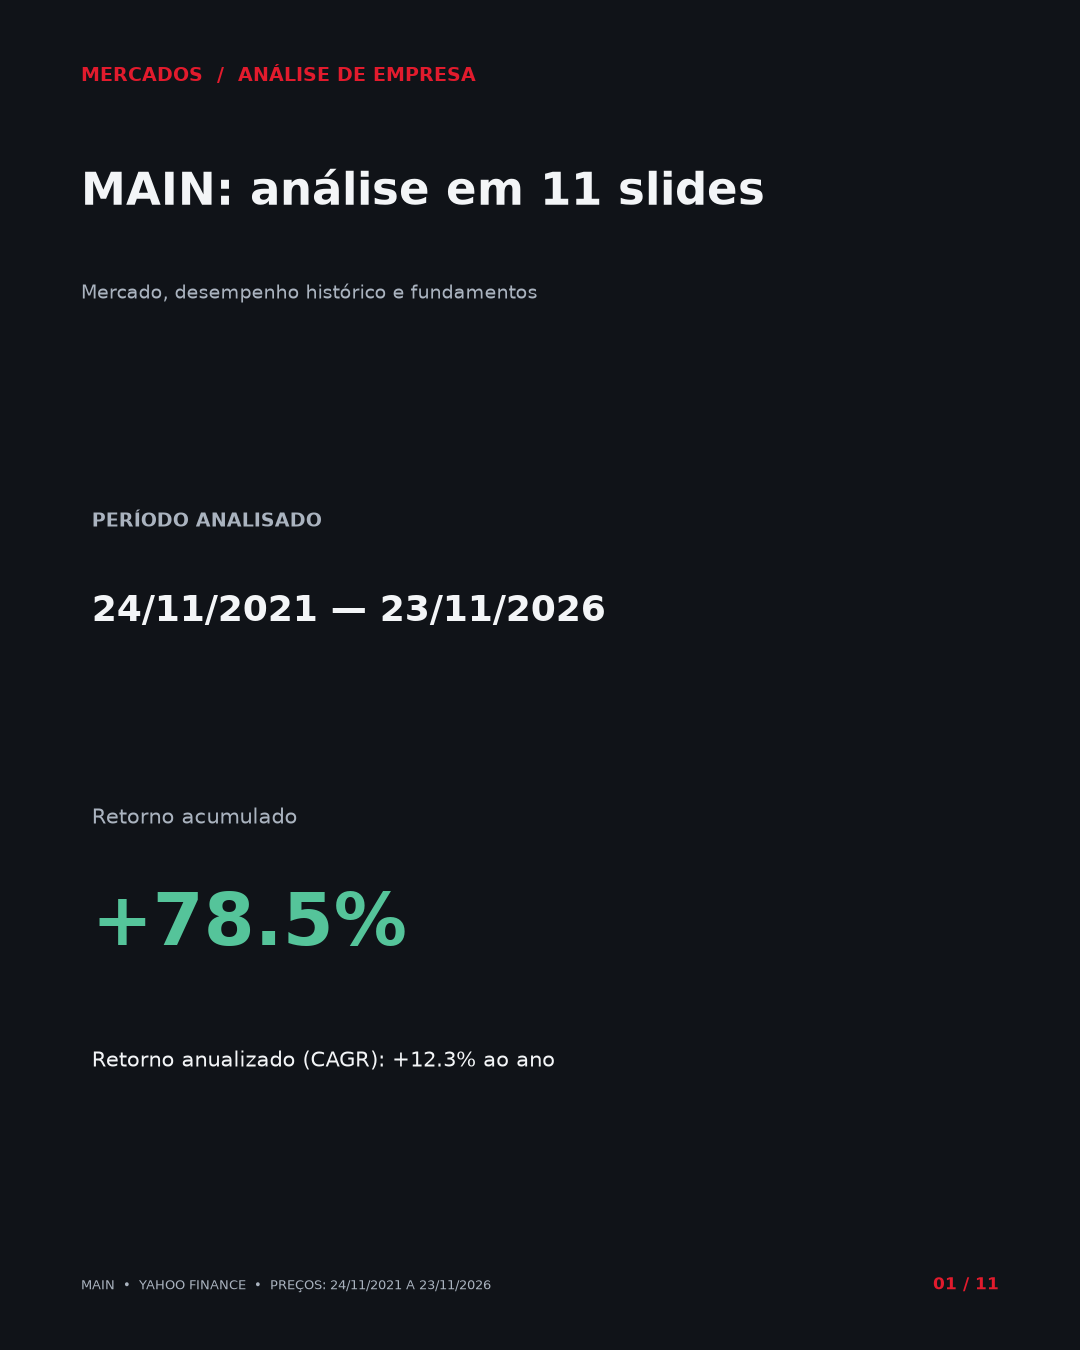 MERCADOS / ANÁLISE DE EMPRESA
MAIN: análise em 11 slides
Mercado, desempenho histórico e fundamentos
PERÍODO ANALISADO
24/11/2021 — 23/11/2026
Retorno acumulado
+78.5%
Retorno anualizado (CAGR): +12.3% ao ano
MAIN • YAHOO FINANCE • PREÇOS: 24/11/2021 A 23/11/2026
01 / 11